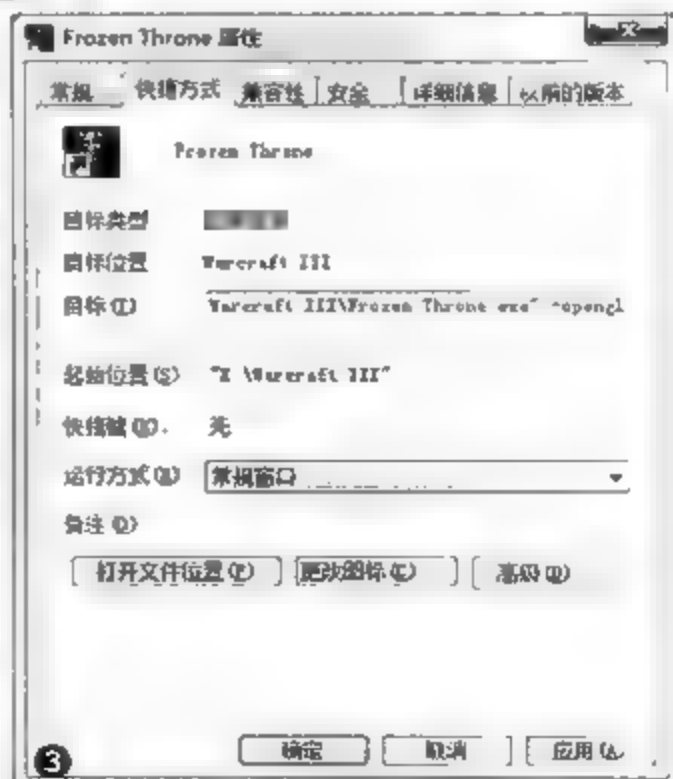 Frozen Throne 属性
常规 快捷方式 兼容性 安全 详细信息 以前的版本
Frozen Throne
目标类型
目标位置 Warcraft III
目标(T) Warcraft III\Frozen Throne exe" -opengl
起始位置(S) "E \Warcraft III"
快捷键(K). 无
运行方式(R) 常规窗口
备注(O)
打开文件位置(F) 更改图标(C) 高级(D)
确定 取消 应用(A
3